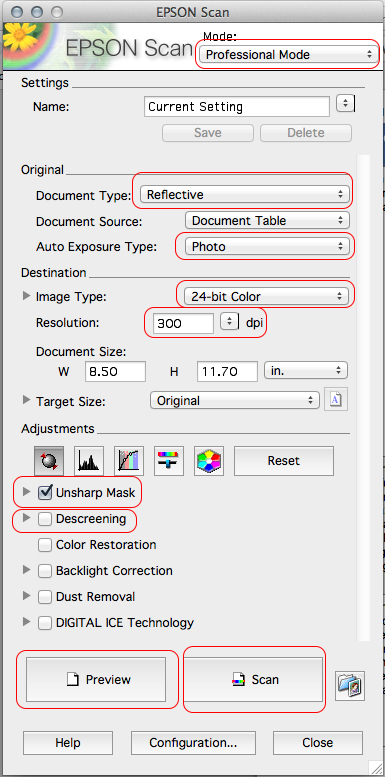 EPSON Scan
EPSON Scan
Mode:
Professional Mode
Settings
Name: Current Setting
Save Delete
Original
Document Type: Reflective
Document Source: Document Table
Auto Exposure Type: Photo
Destination
Image Type: 24-bit Color
Resolution: 300 dpi
Document Size:
W 8.50 H 11.70 in.
Target Size: Original A
Adjustments
Reset
Unsharp Mask
Descreening
Color Restoration
Backlight Correction
Dust Removal
DIGITAL ICE Technology
Preview Scan
Help Configuration... Close